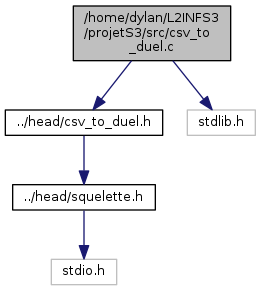 /home/dylan/L2INFS3
/projetS3/src/csv_to
_duel.c
../head/csv_to_duel.h
stdlib.h
../head/squelette.h
stdio.h